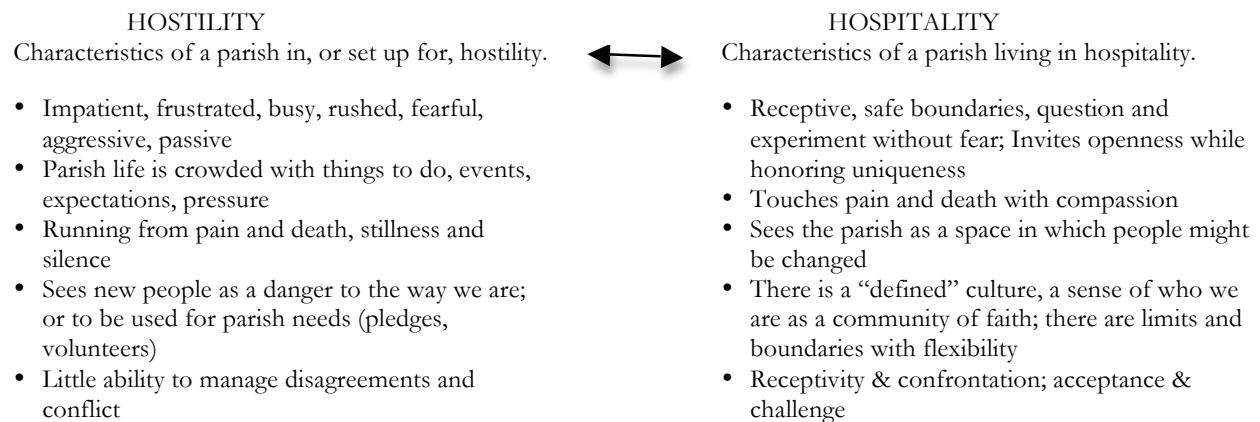 HOSTILITY
Characteristics of a parish in, or set up for, hostility.
• Impatient, frustrated, busy, rushed, fearful,
aggressive, passive
• Parish life is crowded with things to do, events,
expectations, pressure
• Running from pain and death, stillness and
silence
• Sees new people as a danger to the way we are;
or to be used for parish needs (pledges,
volunteers)
• Little ability to manage disagreements and
conflict
HOSPITALITY
Characteristics of a parish living in hospitality.
• Receptive, safe boundaries, question and
experiment without fear; Invites openness while
honoring uniqueness
• Touches pain and death with compassion
• Sees the parish as a space in which people might
be changed
• There is a “defined” culture, a sense of who we
are as a community of faith; there are limits and
boundaries with flexibility
• Receptivity & confrontation; acceptance &
challenge